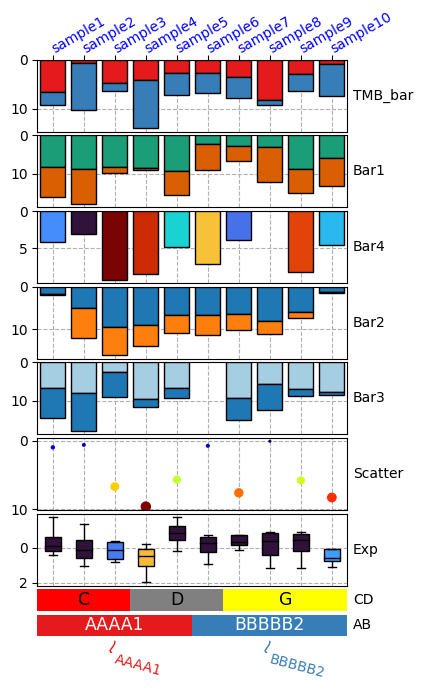 sample1 sample2 sample3 sample4 sample5 sample6 sample7 sample8 sample9 sample10
0
10
TMB_bar
0
10
Bar1
0
5
Bar4
0
10
Bar2
0
10
Bar3
0
10
Scatter
0
2
Exp
C D G CD
AAAA1 BBBBB2 AB
AAAA1 BBBBB2